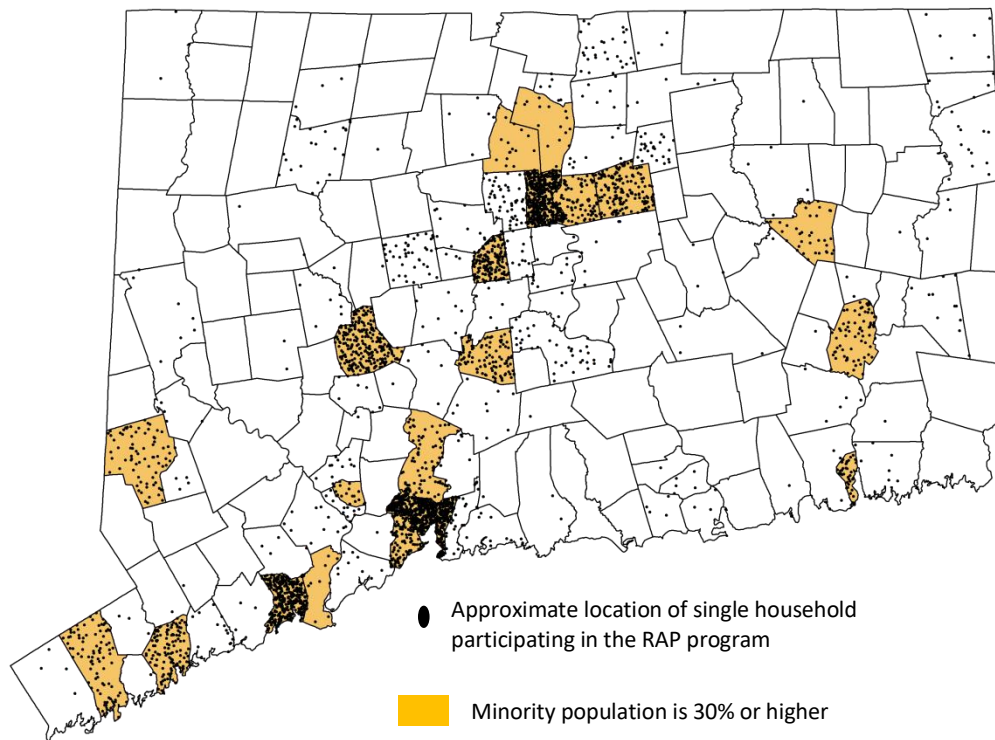 Approximate location of single household
participating in the RAP program
Minority population is 30% or higher